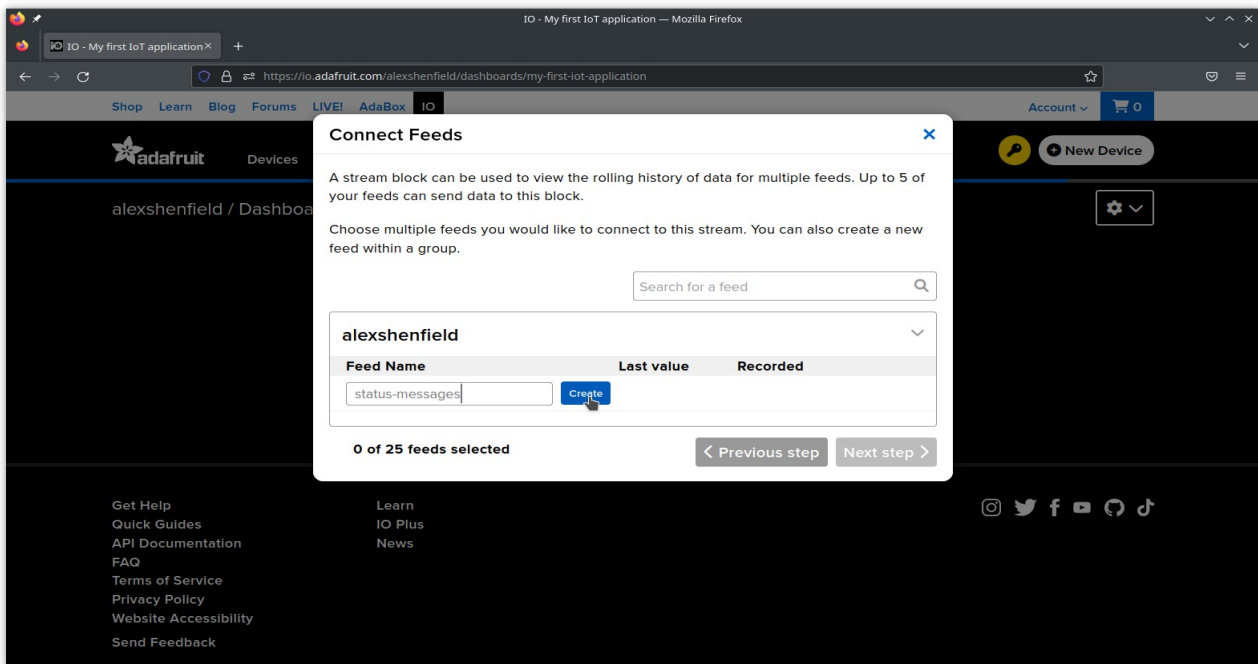 IO - My first IoT application — Mozilla Firefox
IO - My first IoT application
https://io.adafruit.com/alexshenfield/dashboards/my-first-iot-application
Shop Learn Blog Forums LIVE! AdaBox IO Account 0
adafruit Devices New Device
alexshenfield / Dashboa
Connect Feeds
A stream block can be used to view the rolling history of data for multiple feeds. Up to 5 of
your feeds can send data to this block.
Choose multiple feeds you would like to connect to this stream. You can also create a new
feed within a group.
Search for a feed
alexshenfield
Feed Name Last value Recorded
status-messages Create
0 of 25 feeds selected Previous step Next step
Get Help Learn
Quick Guides IO Plus
API Documentation News
FAQ
Terms of Service
Privacy Policy
Website Accessibility
Send Feedback